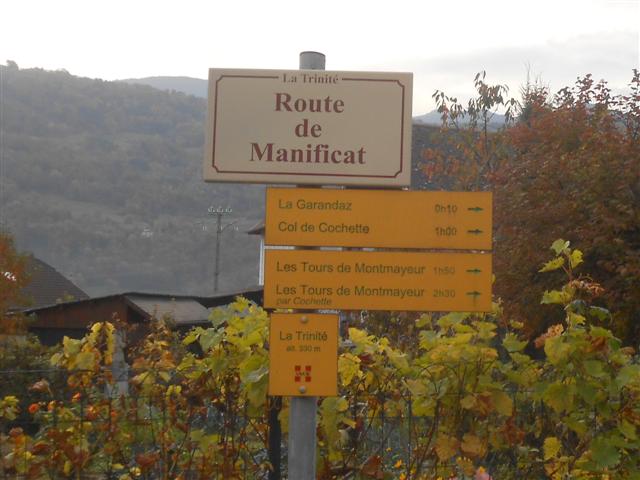 La Trinité
Route
de
Manificat
La Garandaz 0h10
Col de Cochette 1h00
Les Tours de Montmayeur 1h50
Les Tours de Montmayeur 2h30
par Cochette
La Trinité
alt. 330 m